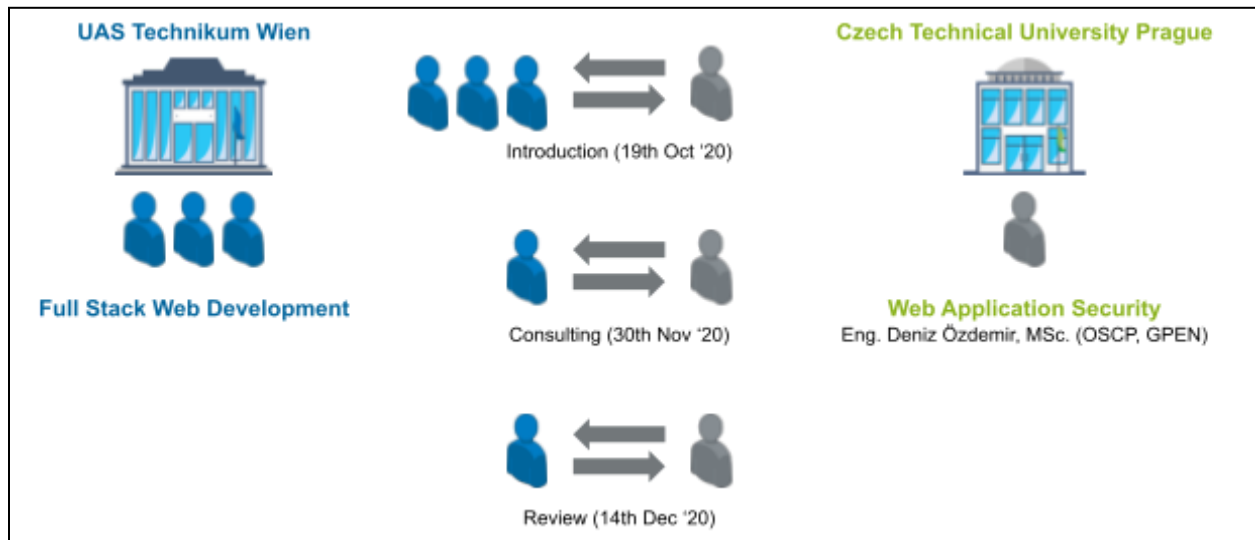 UAS Technikum Wien
Full Stack Web Development
Introduction (19th Oct ‘20)
Consulting (30th Nov ‘20)
Review (14th Dec ‘20)
Czech Technical University Prague
Web Application Security
Eng. Deniz Özdemir, MSc. (OSCP, GPEN)